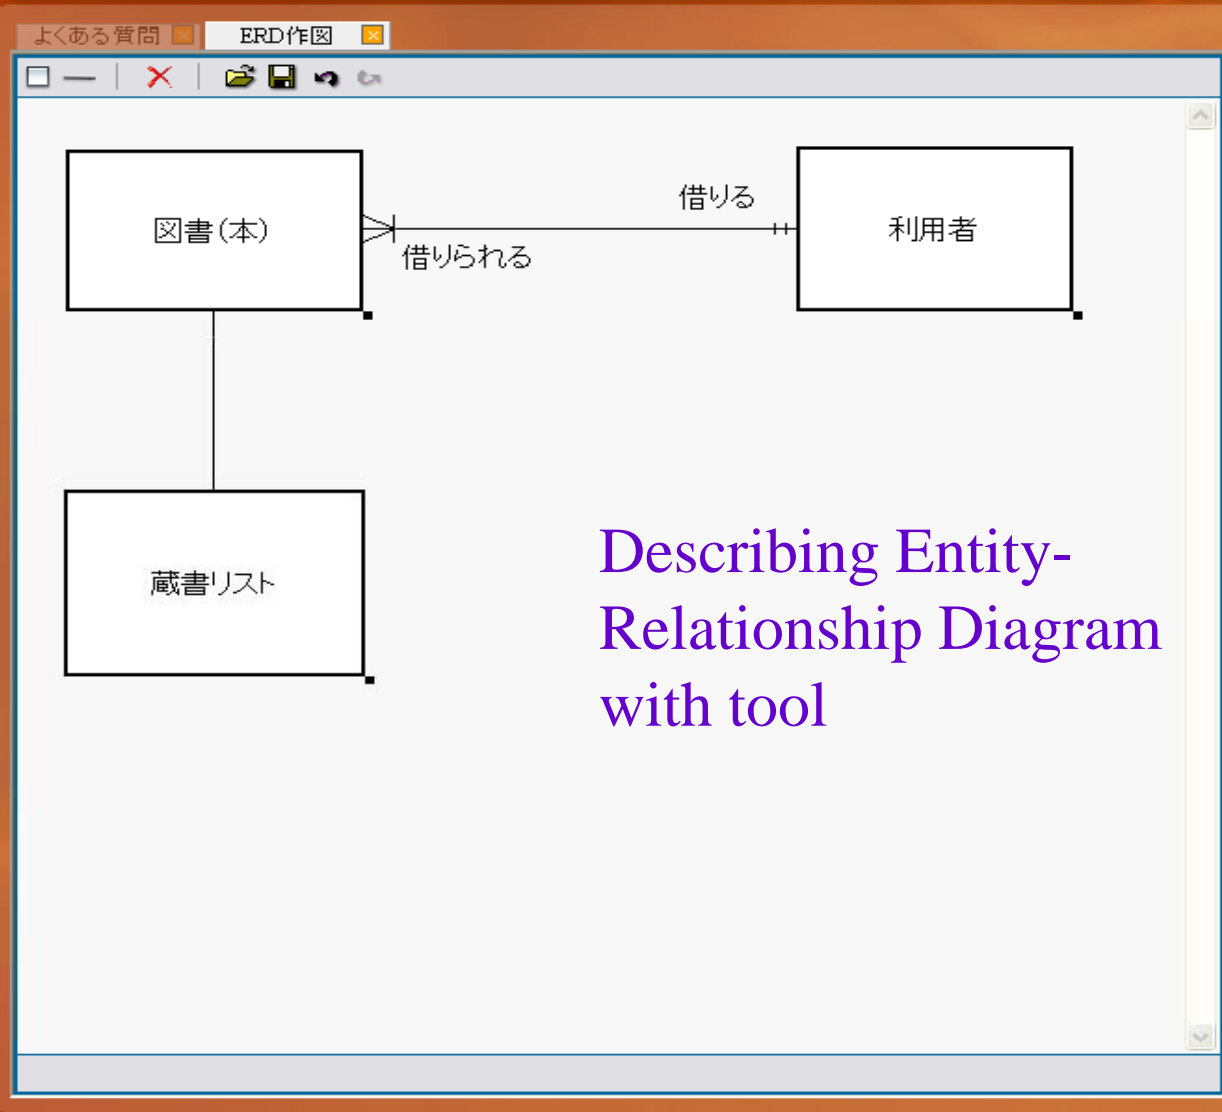 よくある質問
ERD作図
借りる
図書(本)
利用者
借りられる
蔵書リスト
Describing Entity-
Relationship Diagram
with tool